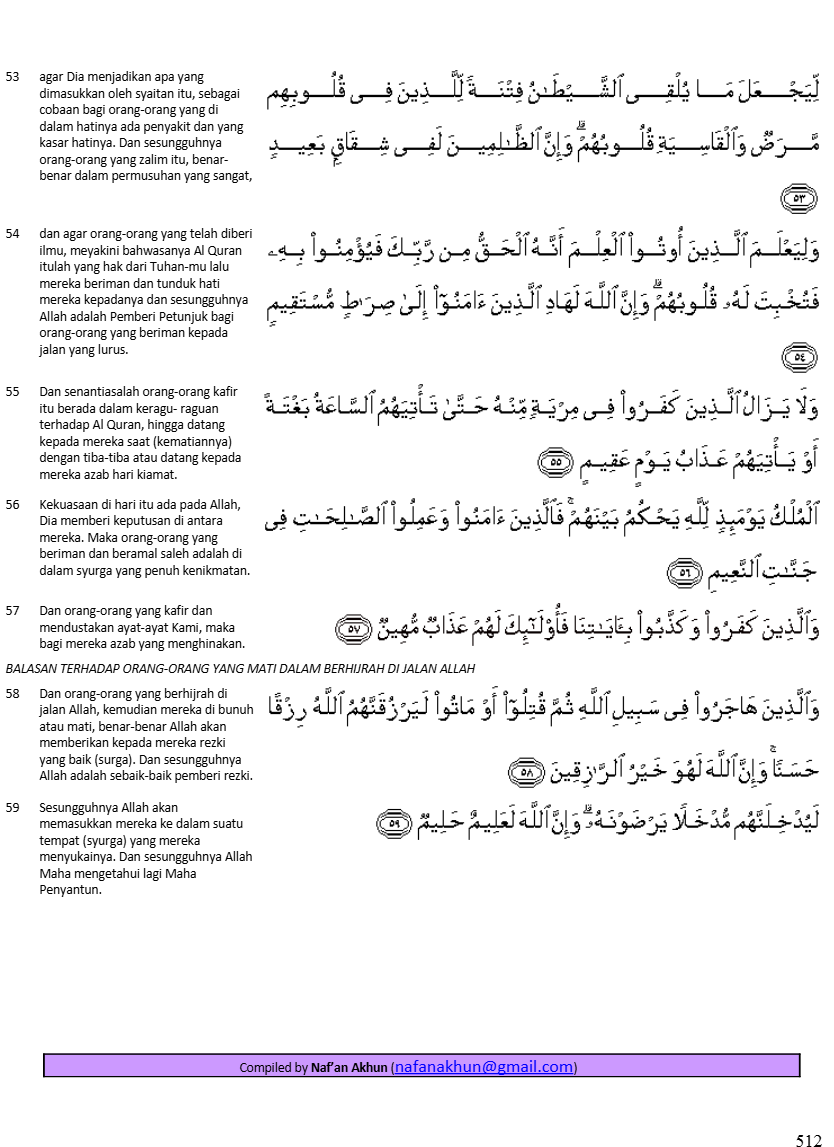 53 agar Dia menjadikan apa yang
dimasukkan oleh syaitan itu, sebagai
cobaan bagi orang-orang yang di
dalam hatinya ada penyakit dan yang
kasar hatinya. Dan sesungguhnya
orang-orang yang zalim itu, benar-
benar dalam permusuhan yang sangat,
لِّيَجْعَلَ مَا يُلْقِى ٱلشَّيْطَـٰنُ فِتْنَةً لِّلَّذِينَ فِى قُلُوبِهِم
مَّرَضٌ وَٱلْقَاسِيَةِ قُلُوبُهُمْ ۗ وَإِنَّ ٱلظَّـٰلِمِينَ لَفِى شِقَاقٍۭ بَعِيدٍ
٥٣
54 dan agar orang-orang yang telah diberi
ilmu, meyakini bahwasanya Al Quran
itulah yang hak dari Tuhan-mu lalu
mereka beriman dan tunduk hati
mereka kepadanya dan sesungguhnya
Allah adalah Pemberi Petunjuk bagi
orang-orang yang beriman kepada
jalan yang lurus.
وَلِيَعْلَمَ ٱلَّذِينَ أُوتُوا۟ ٱلْعِلْمَ أَنَّهُ ٱلْحَقُّ مِن رَّبِّكَ فَيُؤْمِنُوا۟ بِهِۦ
فَتُخْبِتَ لَهُۥ قُلُوبُهُمْ ۗ وَإِنَّ ٱللَّهَ لَهَادِ ٱلَّذِينَ ءَامَنُوٓا۟ إِلَىٰ صِرَٰطٍ مُّسْتَقِيمٍ
٥٤
55 Dan senantiasalah orang-orang kafir
itu berada dalam keragu- raguan
terhadap Al Quran, hingga datang
kepada mereka saat (kematiannya)
dengan tiba-tiba atau datang kepada
mereka azab hari kiamat.
وَلَا يَزَالُ ٱلَّذِينَ كَفَرُوا۟ فِى مِرْيَةٍ مِّنْهُ حَتَّىٰ تَأْتِيَهُمُ ٱلسَّاعَةُ بَغْتَةً
أَوْ يَأْتِيَهُمْ عَذَابُ يَوْمٍ عَقِيمٍ ٥٥
56 Kekuasaan di hari itu ada pada Allah,
Dia memberi keputusan di antara
mereka. Maka orang-orang yang
beriman dan beramal saleh adalah di
dalam syurga yang penuh kenikmatan.
ٱلْمُلْكُ يَوْمَئِذٍ لِّلَّهِ يَحْكُمُ بَيْنَهُمْ ۚ فَٱلَّذِينَ ءَامَنُوا۟ وَعَمِلُوا۟ ٱلصَّـٰلِحَـٰتِ فِى
جَنَّـٰتِ ٱلنَّعِيمِ ٥٦
57 Dan orang-orang yang kafir dan
mendustakan ayat-ayat Kami, maka
bagi mereka azab yang menghinakan.
وَٱلَّذِينَ كَفَرُوا۟ وَكَذَّبُوا۟ بِـَٔايَـٰتِنَا فَأُو۟لَـٰٓئِكَ لَهُمْ عَذَابٌ مُّهِينٌ ٥٧
BALASAN TERHADAP ORANG-ORANG YANG MATI DALAM BERHIJRAH DI JALAN ALLAH
58 Dan orang-orang yang berhijrah di
jalan Allah, kemudian mereka di bunuh
atau mati, benar-benar Allah akan
memberikan kepada mereka rezki
yang baik (surga). Dan sesungguhnya
Allah adalah sebaik-baik pemberi rezki.
وَٱلَّذِينَ هَاجَرُوا۟ فِى سَبِيلِ ٱللَّهِ ثُمَّ قُتِلُوٓا۟ أَوْ مَاتُوا۟ لَيَرْزُقَنَّهُمُ ٱللَّهُ رِزْقًا
حَسَنًا ۚ وَإِنَّ ٱللَّهَ لَهُوَ خَيْرُ ٱلرَّٰزِقِينَ ٥٨
59 Sesungguhnya Allah akan
memasukkan mereka ke dalam suatu
tempat (syurga) yang mereka
menyukainya. Dan sesungguhnya Allah
Maha mengetahui lagi Maha
Penyantun.
لَيُدْخِلَنَّهُم مُّدْخَلًا يَرْضَوْنَهُۥ ۗ وَإِنَّ ٱللَّهَ لَعَلِيمٌ حَلِيمٌ ٥٩
Compiled by Naf’an Akhun (nafanakhun@gmail.com)
512